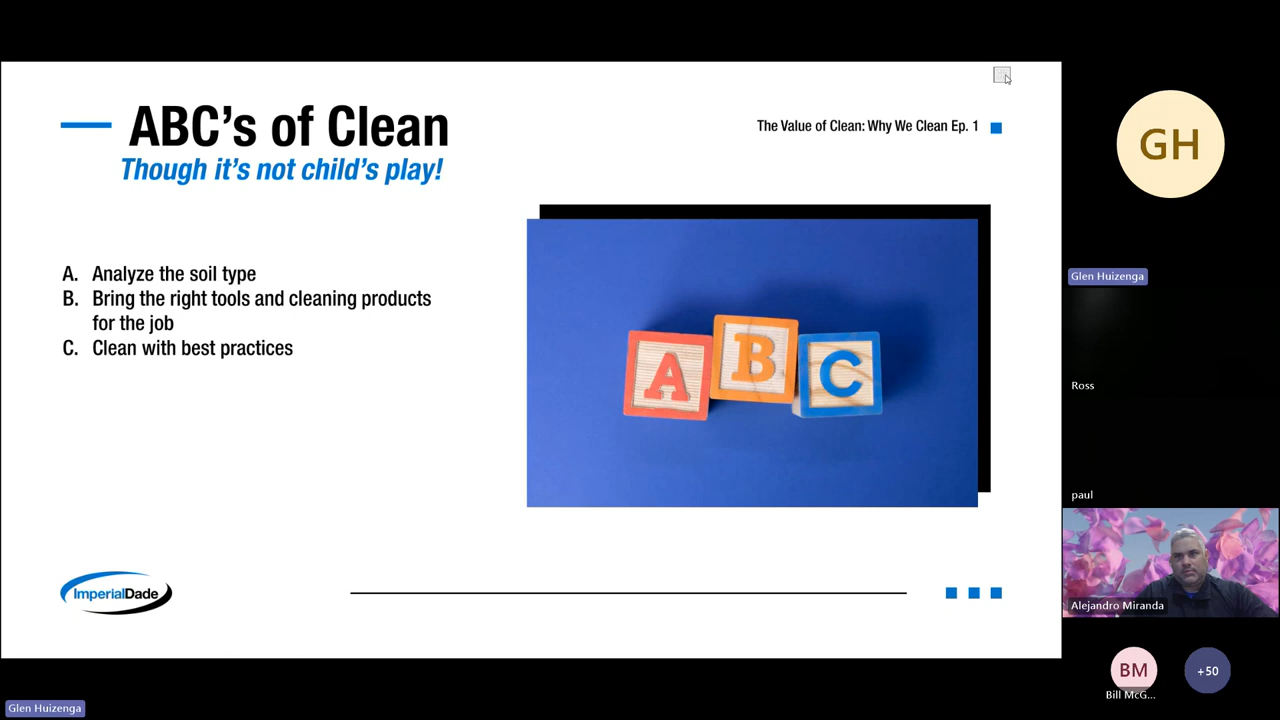 ABC's of Clean
Though it's not child's play!
The Value of Clean: Why We Clean Ep. 1
A. Analyze the soil type
B. Bring the right tools and cleaning products
for the job
C. Clean with best practices
A B C
ImperialDade
GH
Glen Huizenga
Ross
paul
Alejandro Miranda
BM
+50
Bill McG...
Glen Huizenga